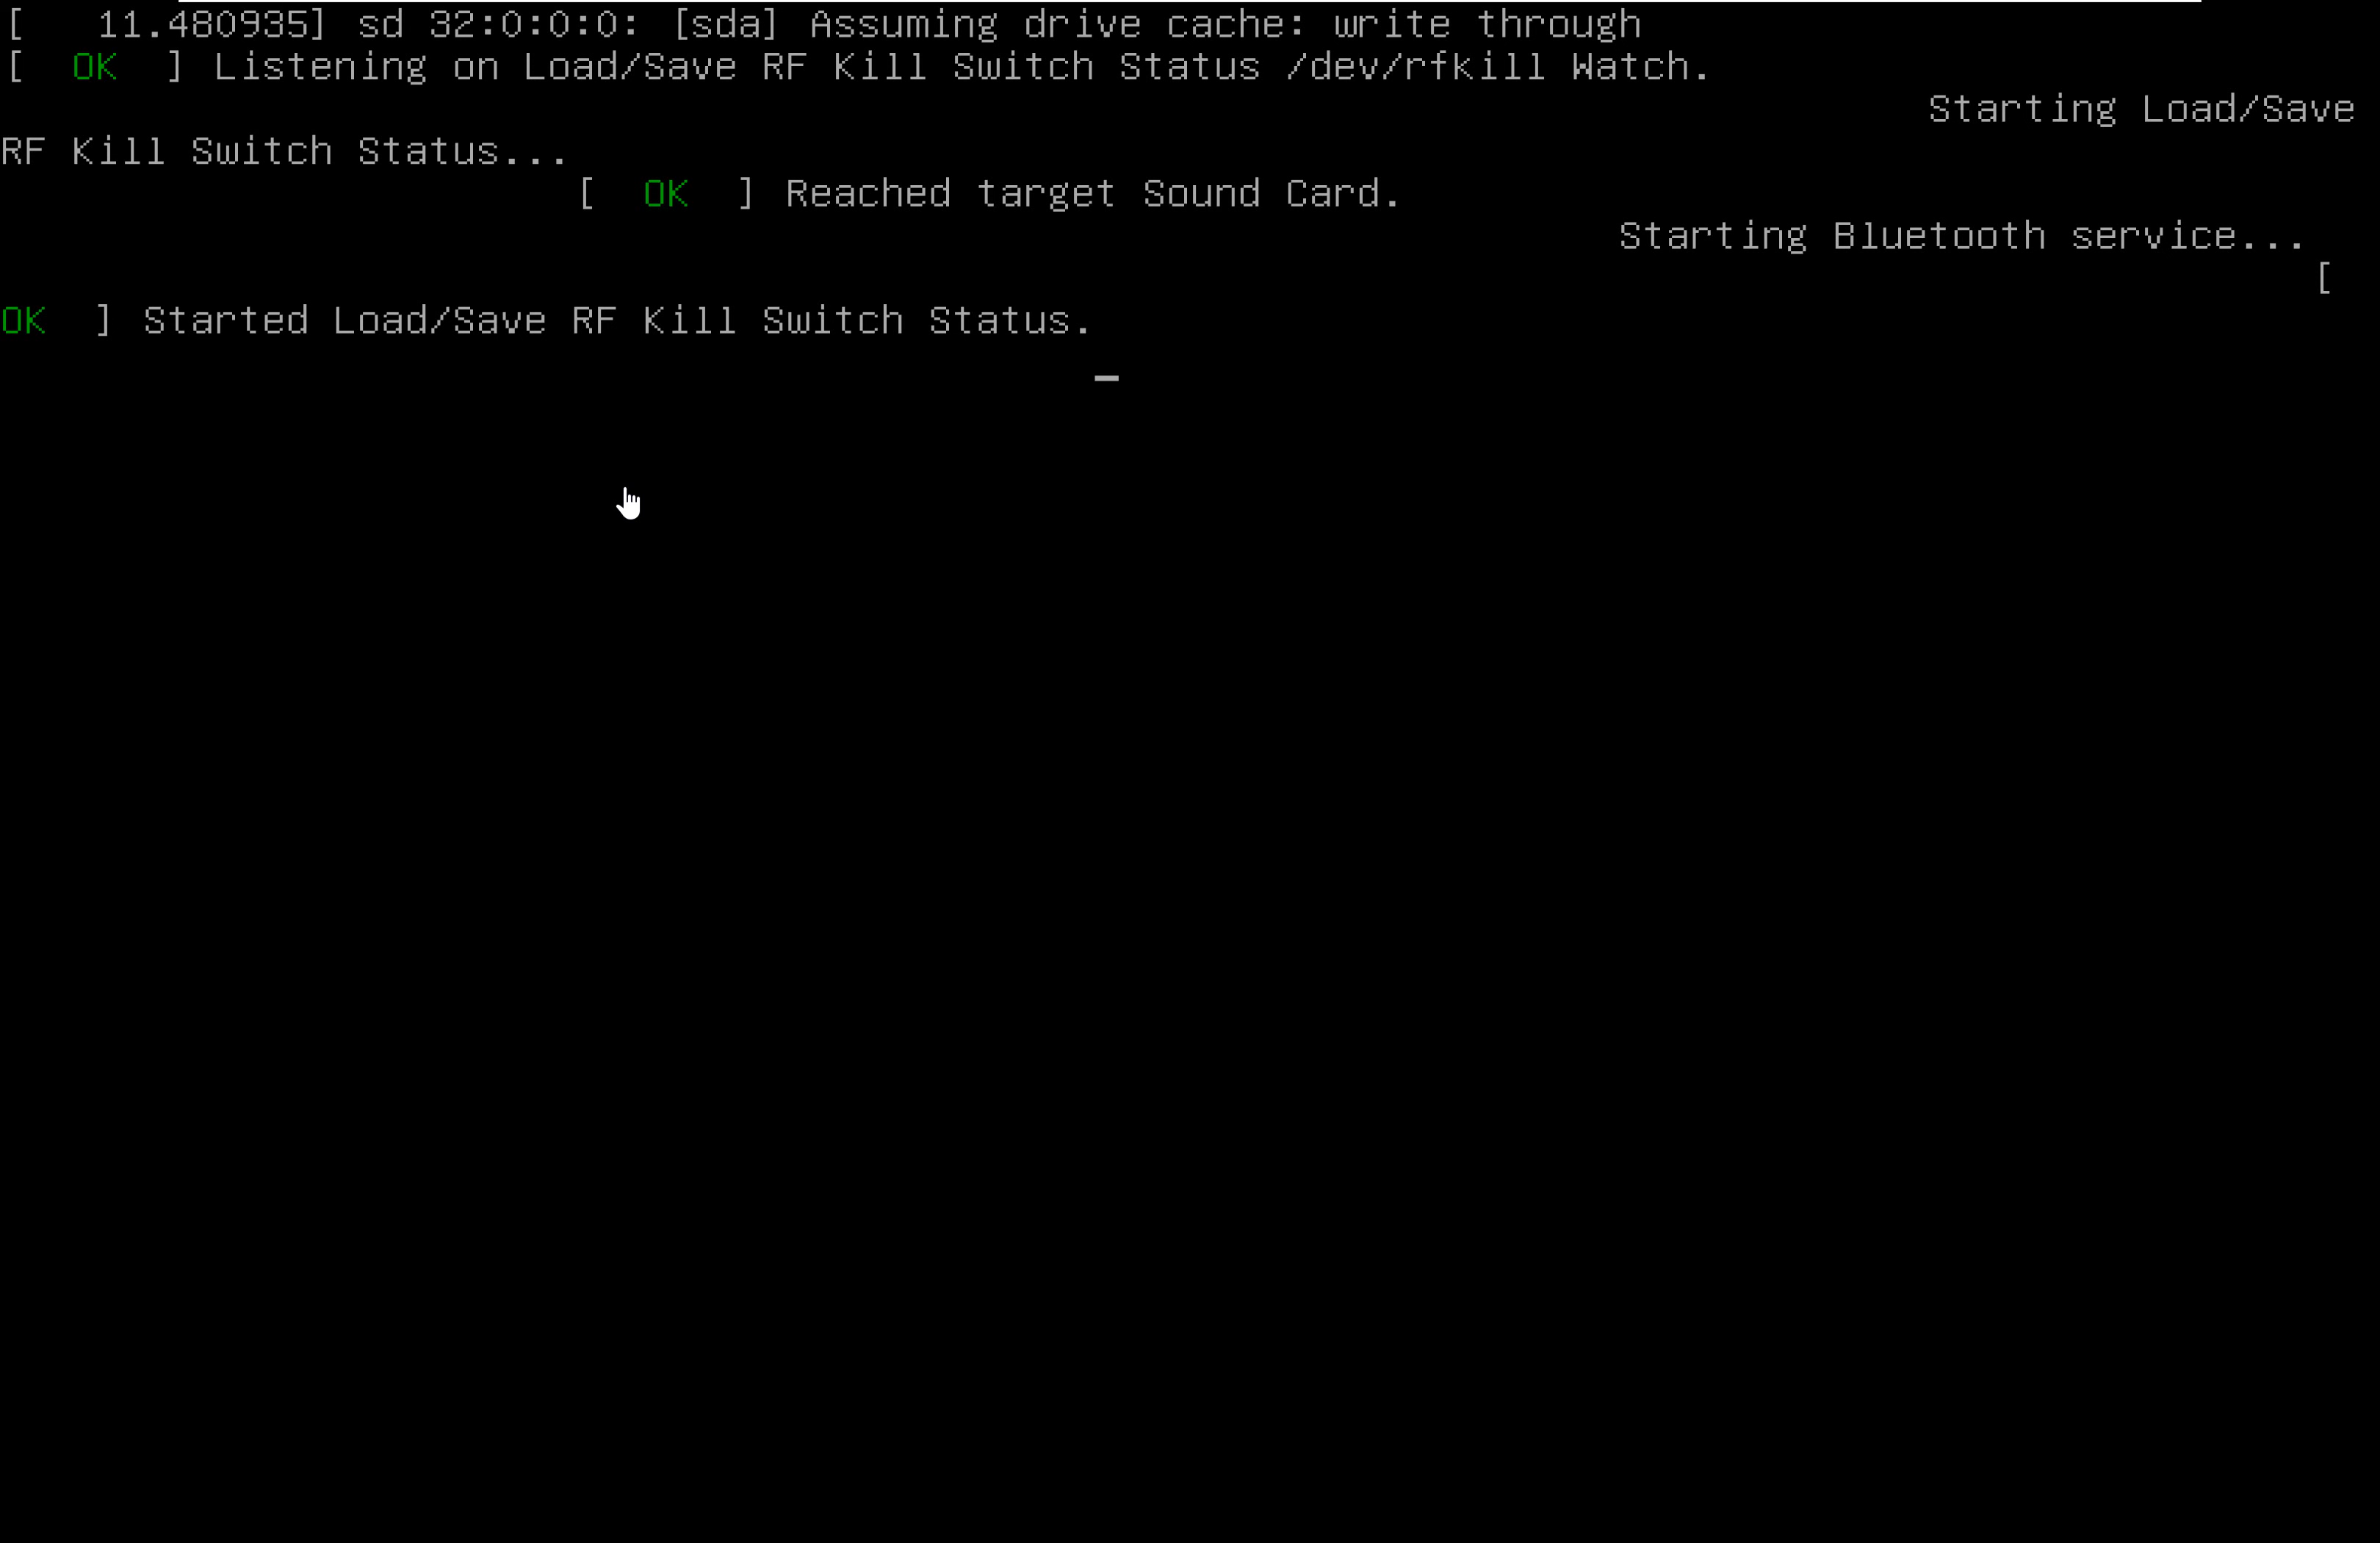 [   11.480935] sd 32:0:0:0: [sda] Assuming drive cache: write through
[  OK  ] Listening on Load/Save RF Kill Switch Status /dev/rfkill Watch.
Starting Load/Save
RF Kill Switch Status...
[  OK  ] Reached target Sound Card.
Starting Bluetooth service...
[
OK  ] Started Load/Save RF Kill Switch Status.